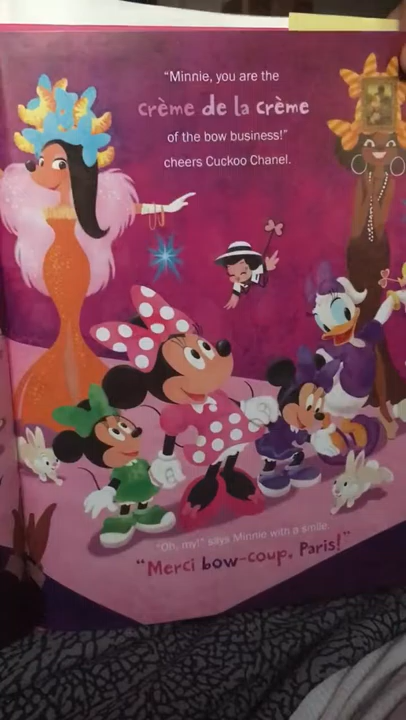 “Minnie, you are the
crème de la crème
of the bow business!”
cheers Cuckoo Chanel.
“Oh, my!” says Minnie with a smile.
“Merci bow-coup, Paris!”